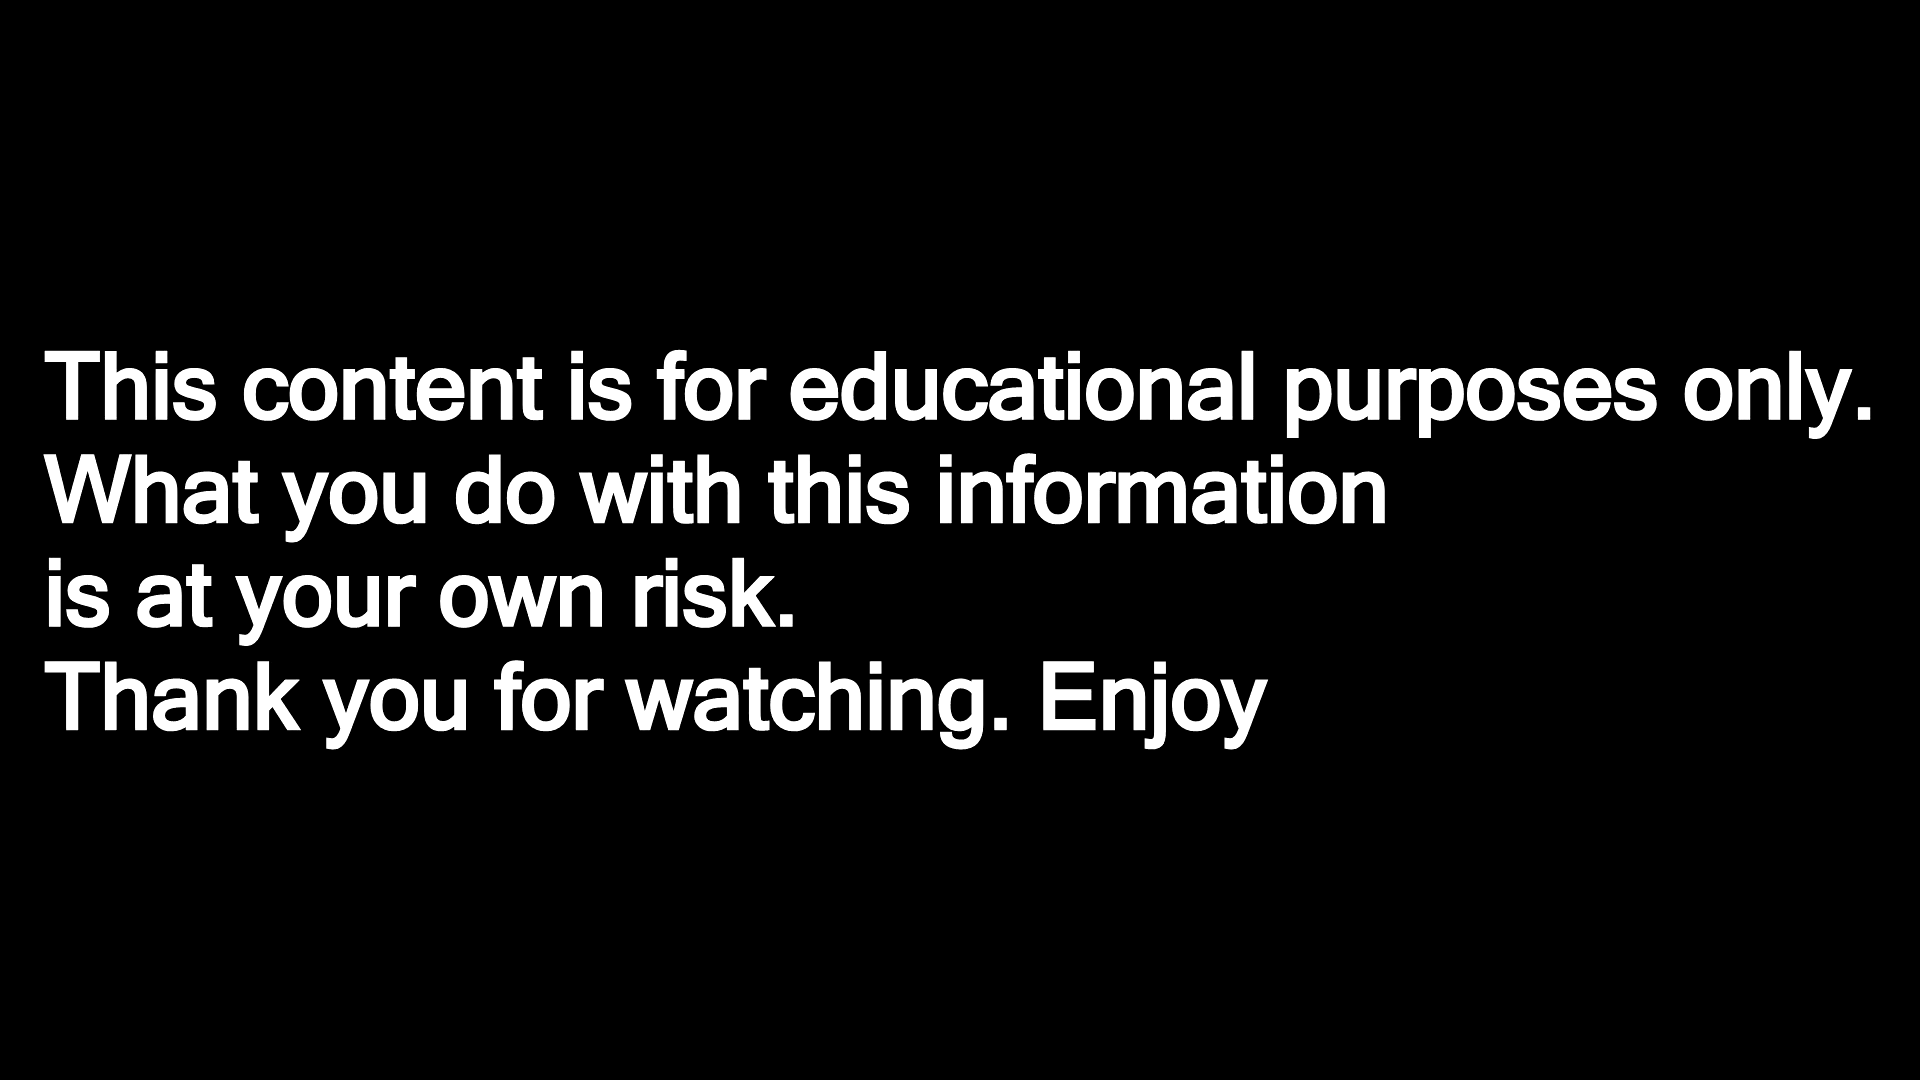 This content is for educational purposes only.
What you do with this information
is at your own risk.
Thank you for watching. Enjoy